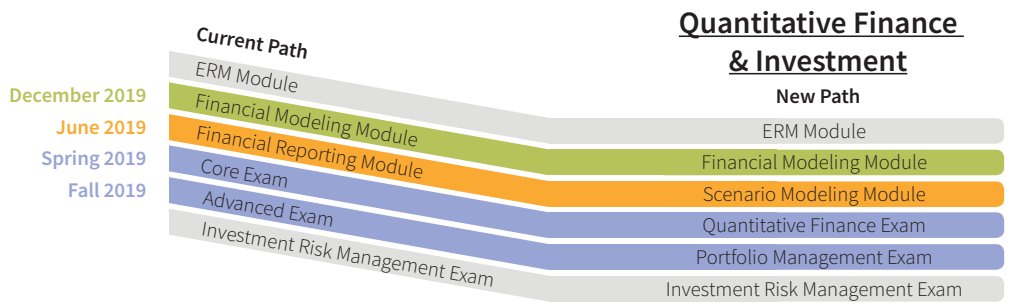 Quantitative Finance
& Investment
Current Path
New Path
ERM Module
ERM Module
December 2019
Financial Modeling Module
Financial Modeling Module
June 2019
Financial Reporting Module
Scenario Modeling Module
Spring 2019
Core Exam
Quantitative Finance Exam
Fall 2019
Advanced Exam
Portfolio Management Exam
Investment Risk Management Exam
Investment Risk Management Exam